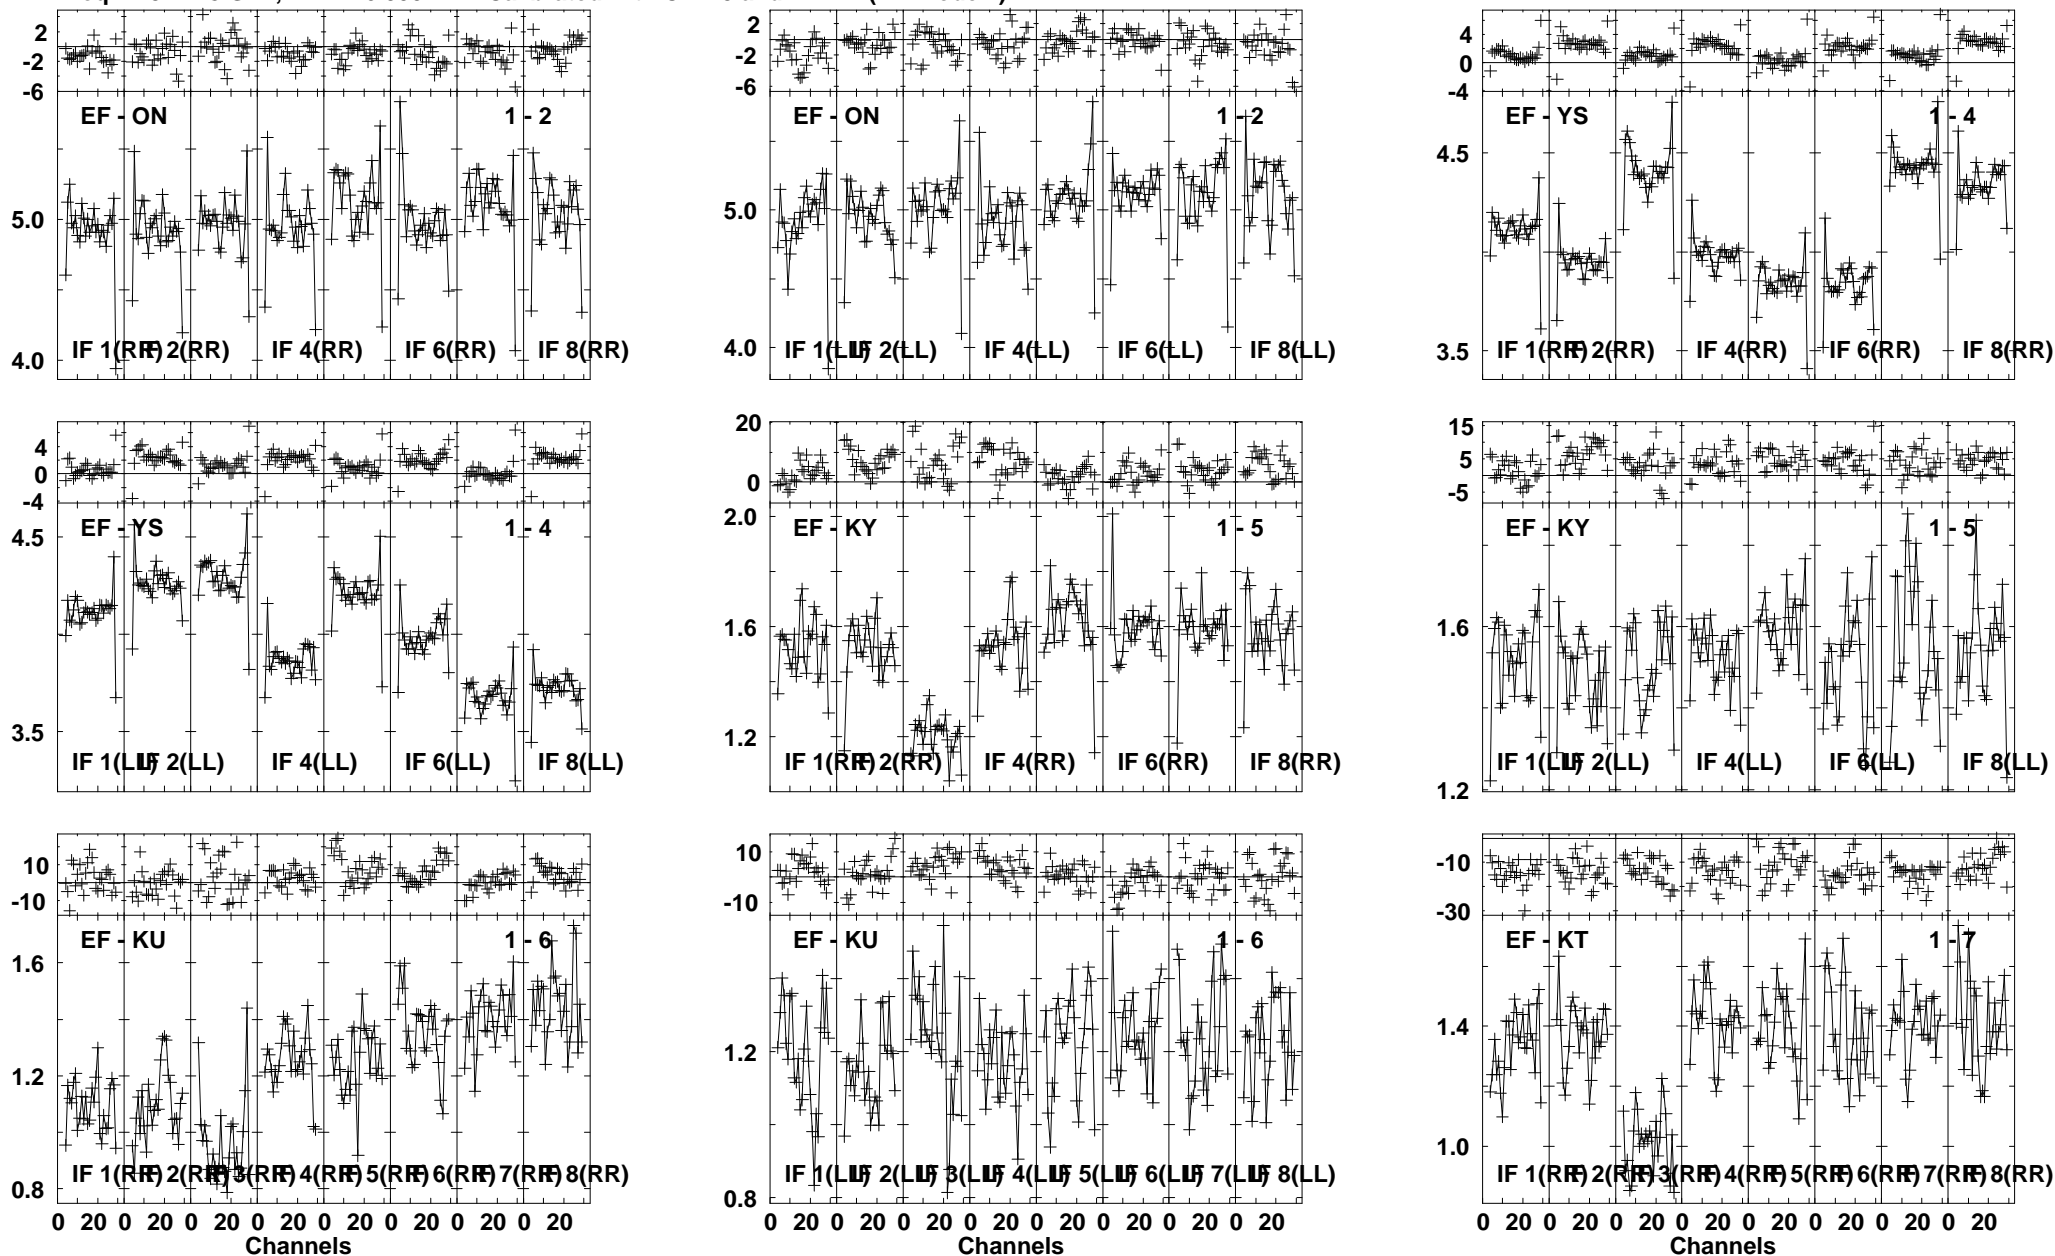 2
-2
-6
EF - ON 1 - 2
5.0
4.0
IF 1(RR) IF 2(RR) IF 4(RR) IF 6(RR) IF 8(RR)
2
-2
-6
EF - ON 1 - 2
5.0
4.0
IF 1(LL) IF 2(LL) IF 4(LL) IF 6(LL) IF 8(LL)
4
0
-4
EF - YS 1 - 4
4.5
3.5
IF 1(RR) IF 2(RR) IF 4(RR) IF 6(RR) IF 8(RR)
4
0
-4
EF - YS 1 - 4
4.5
3.5
IF 1(LL) IF 2(LL) IF 4(LL) IF 6(LL) IF 8(LL)
20
0
2.0
EF - KY 1 - 5
1.6
1.2
IF 1(RR) IF 2(RR) IF 4(RR) IF 6(RR) IF 8(RR)
15
5
-5
EF - KY 1 - 5
1.6
IF 1(LL) IF 2(LL) IF 4(LL) IF 6(LL) IF 8(LL)
1.2
10
-10
EF - KU 1 - 6
1.6
1.2
0.8
IF 1(RR) IF 2(RR) IF 3(RR) IF 4(RR) IF 5(RR) IF 6(RR) IF 7(RR) IF 8(RR)
0 20 0 20 0 20 0 20 0 20 0 20 0 20 0 20
Channels
10
-10
EF - KU 1 - 6
1.2
IF 1(LL) IF 2(LL) IF 3(LL) IF 4(LL) IF 5(LL) IF 6(LL) IF 7(LL) IF 8(LL)
0.8
0 20 0 20 0 20 0 20 0 20 0 20 0 20 0 20
Channels
-10
-30
EF - KT 1 - 7
1.4
1.0
IF 1(RR) IF 2(RR) IF 3(RR) IF 4(RR) IF 5(RR) IF 6(RR) IF 7(RR) IF 8(RR)
0 20 0 20 0 20 0 20 0 20 0 20 0 20 0 20
Channels